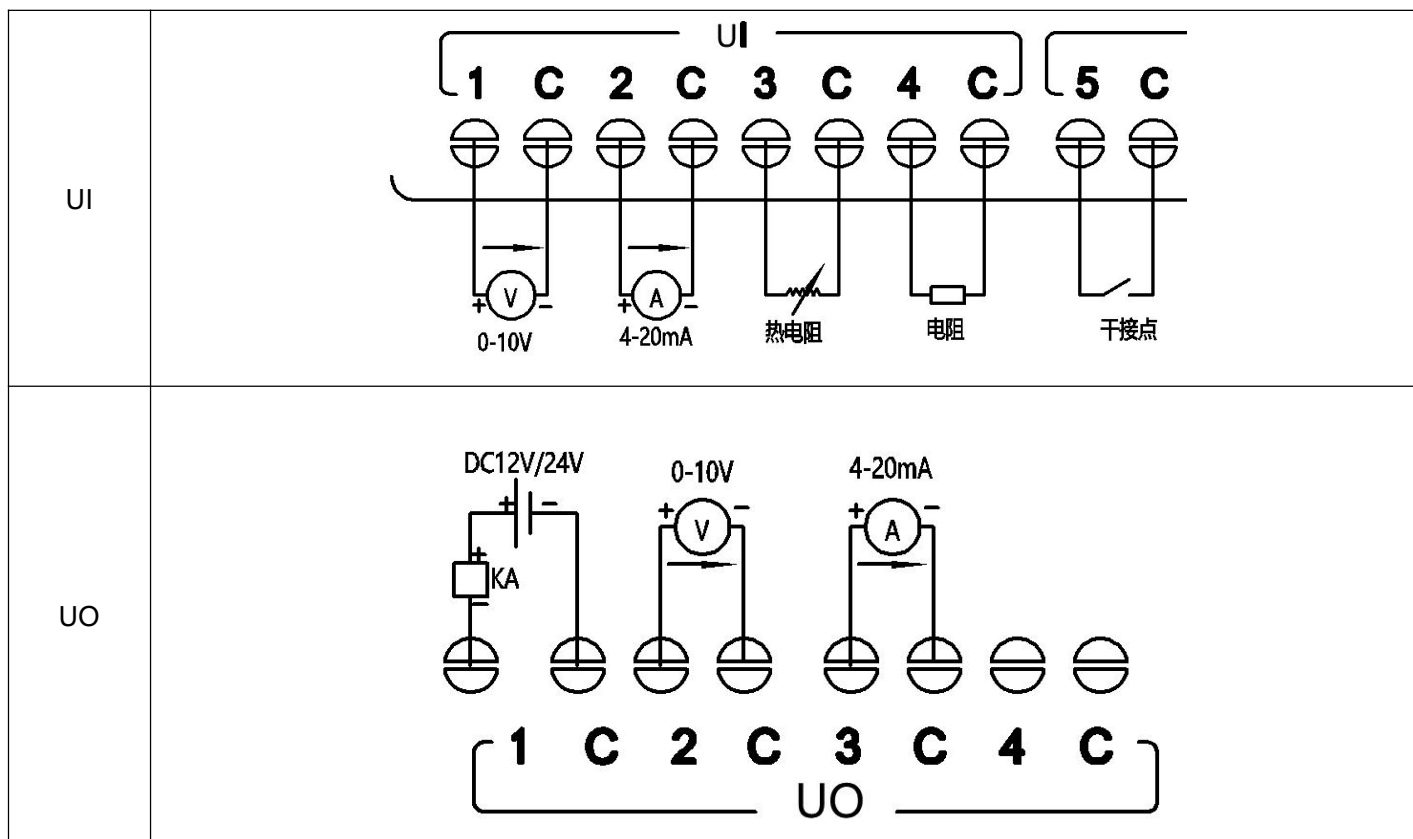 UI
UI
1 C 2 C 3 C 4 C 5 C
+ V - + A -
0-10V 4-20mA 热电阻 电阻 干接点
UO
DC12V/24V 0-10V 4-20mA
+ - + V - + A -
+ KA -
1 C 2 C 3 C 4 C
UO